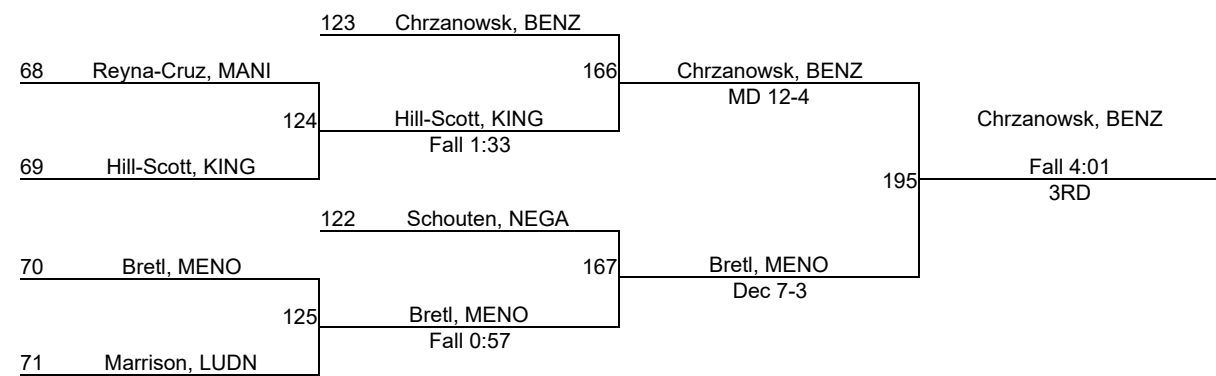 123 Chrzanowsk, BENZ
68 Reyna-Cruz, MANI
166 Chrzanowsk, BENZ
MD 12-4
124 Hill-Scott, KING
Fall 1:33
Chrzanowsk, BENZ
69 Hill-Scott, KING
195 Fall 4:01
3RD
122 Schouten, NEGA
70 Bretl, MENO
167 Bretl, MENO
Dec 7-3
125 Bretl, MENO
Fall 0:57
71 Marrison, LUDN